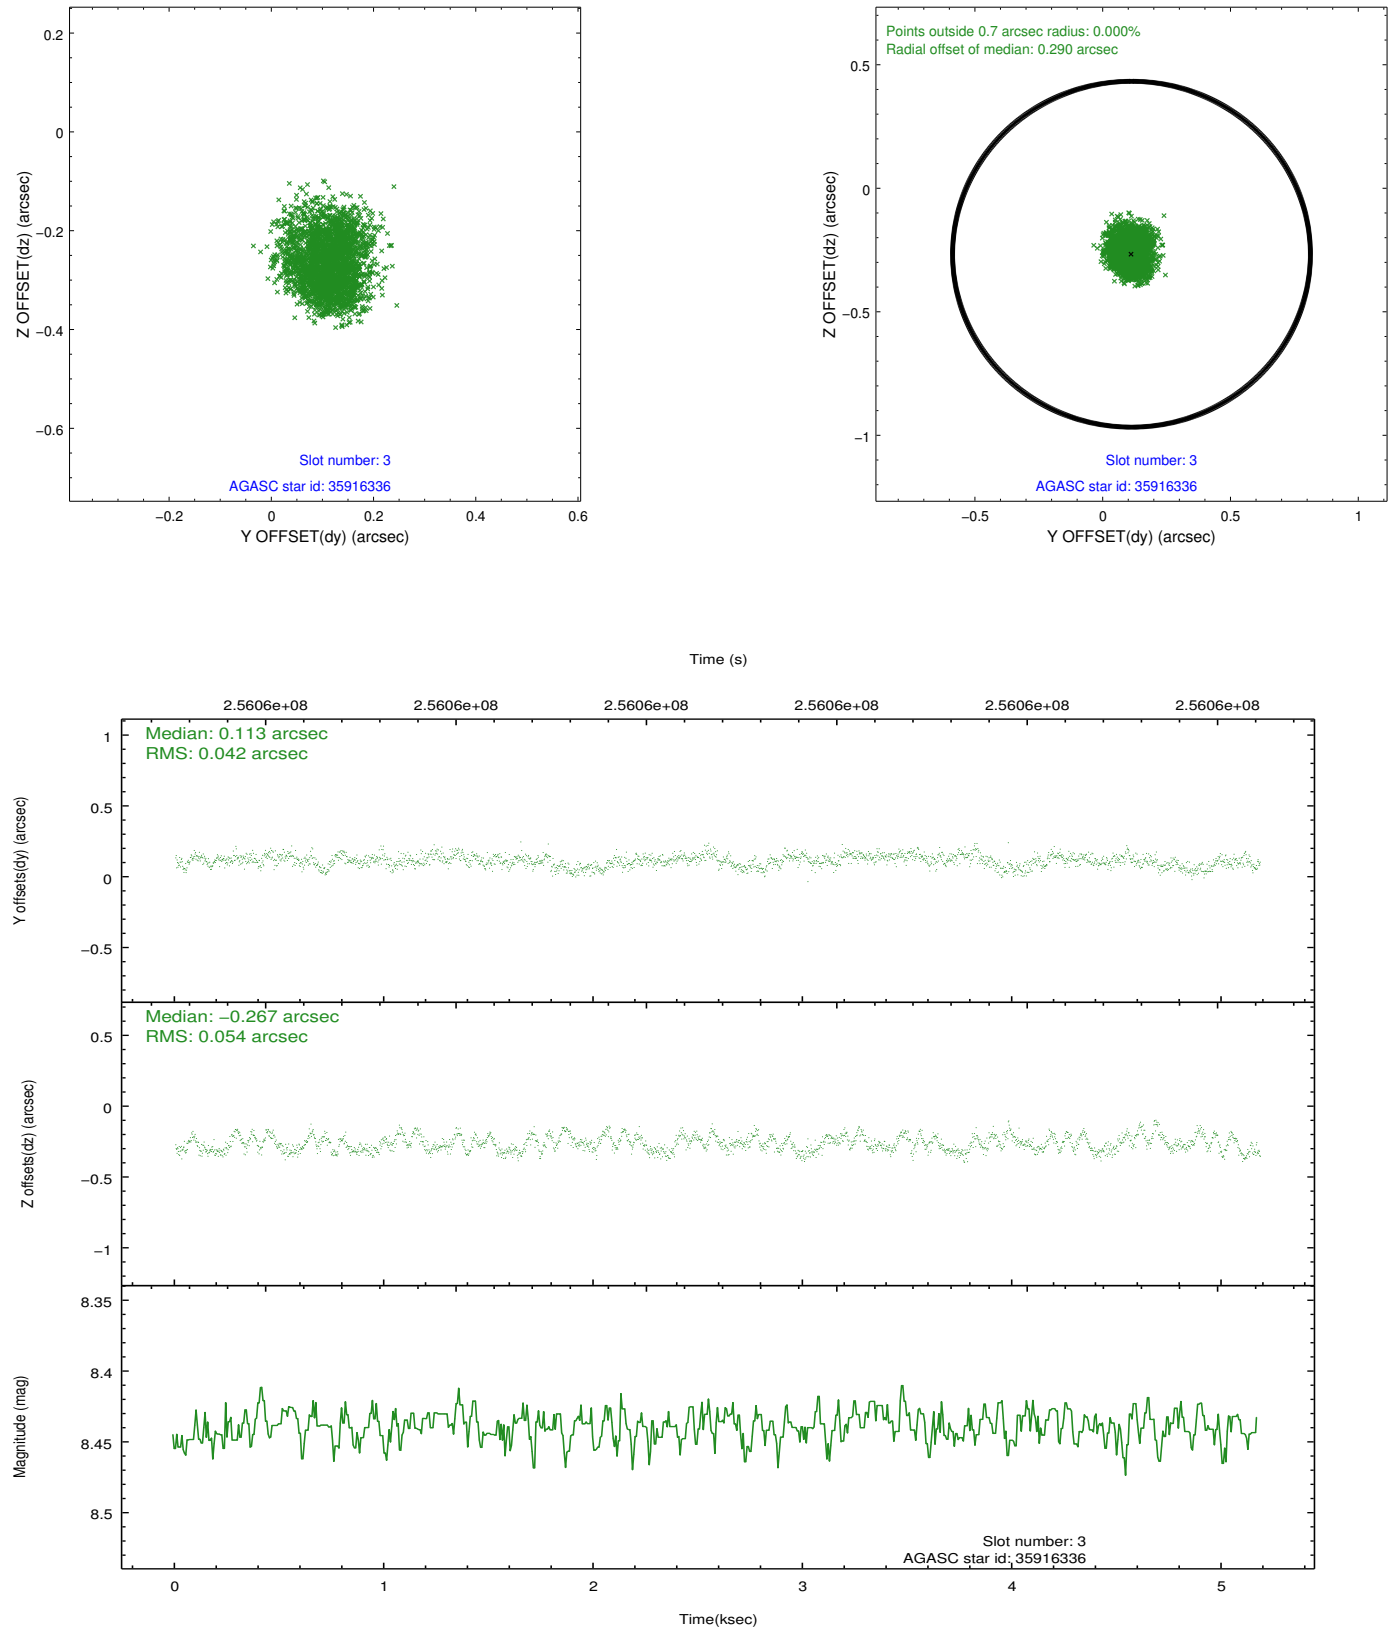 0.2
0
−0.2
−0.4
−0.6
Z OFFSET(dz) (arcsec)
Slot number: 3
AGASC star id: 35916336
−0.2 0 0.2 0.4 0.6
Y OFFSET(dy) (arcsec)
Points outside 0.7 arcsec radius: 0.000%
Radial offset of median: 0.290 arcsec
0.5
0
−0.5
−1
Z OFFSET(dz) (arcsec)
Slot number: 3
AGASC star id: 35916336
−0.5 0 0.5 1
Y OFFSET(dy) (arcsec)
Time (s)
2.5606e+08 2.5606e+08 2.5606e+08 2.5606e+08 2.5606e+08 2.5606e+08
Median: 0.113 arcsec
RMS: 0.042 arcsec
1
0.5
0
−0.5
Y offsets(dy) (arcsec)
Median: −0.267 arcsec
RMS: 0.054 arcsec
0.5
0
−0.5
−1
Z offsets(dz) (arcsec)
8.35
8.4
8.45
8.5
Magnitude (mag)
Slot number: 3
AGASC star id: 35916336
0 1 2 3 4 5
Time(ksec)